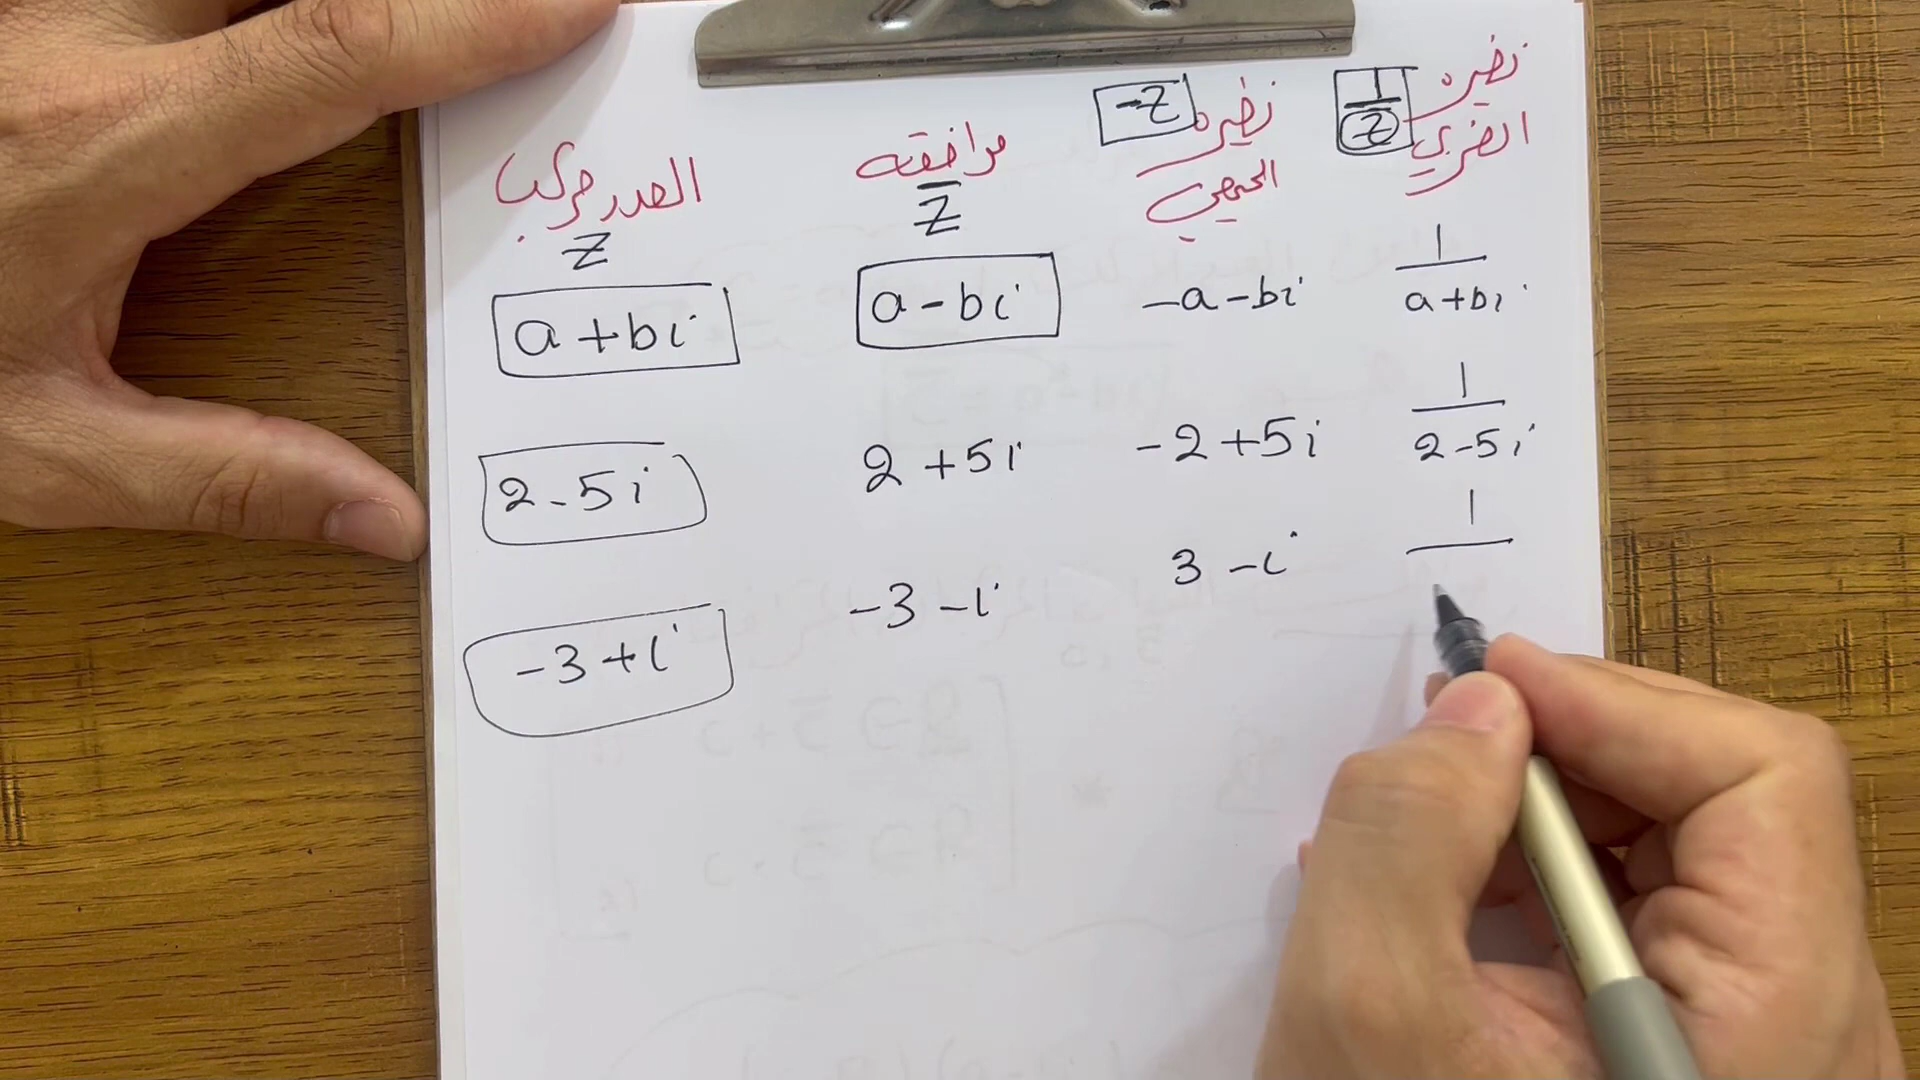 العدد مركب
Z
مرافقه
Z̅
نظيره -Z
الجمعي
نظيره 1/Z
الضربي
a+bi
a-bi
-a-bi
1/a+bi
2-5i
2+5i
-2+5i
1/2-5i
-3+i
-3-i
3-i
1/